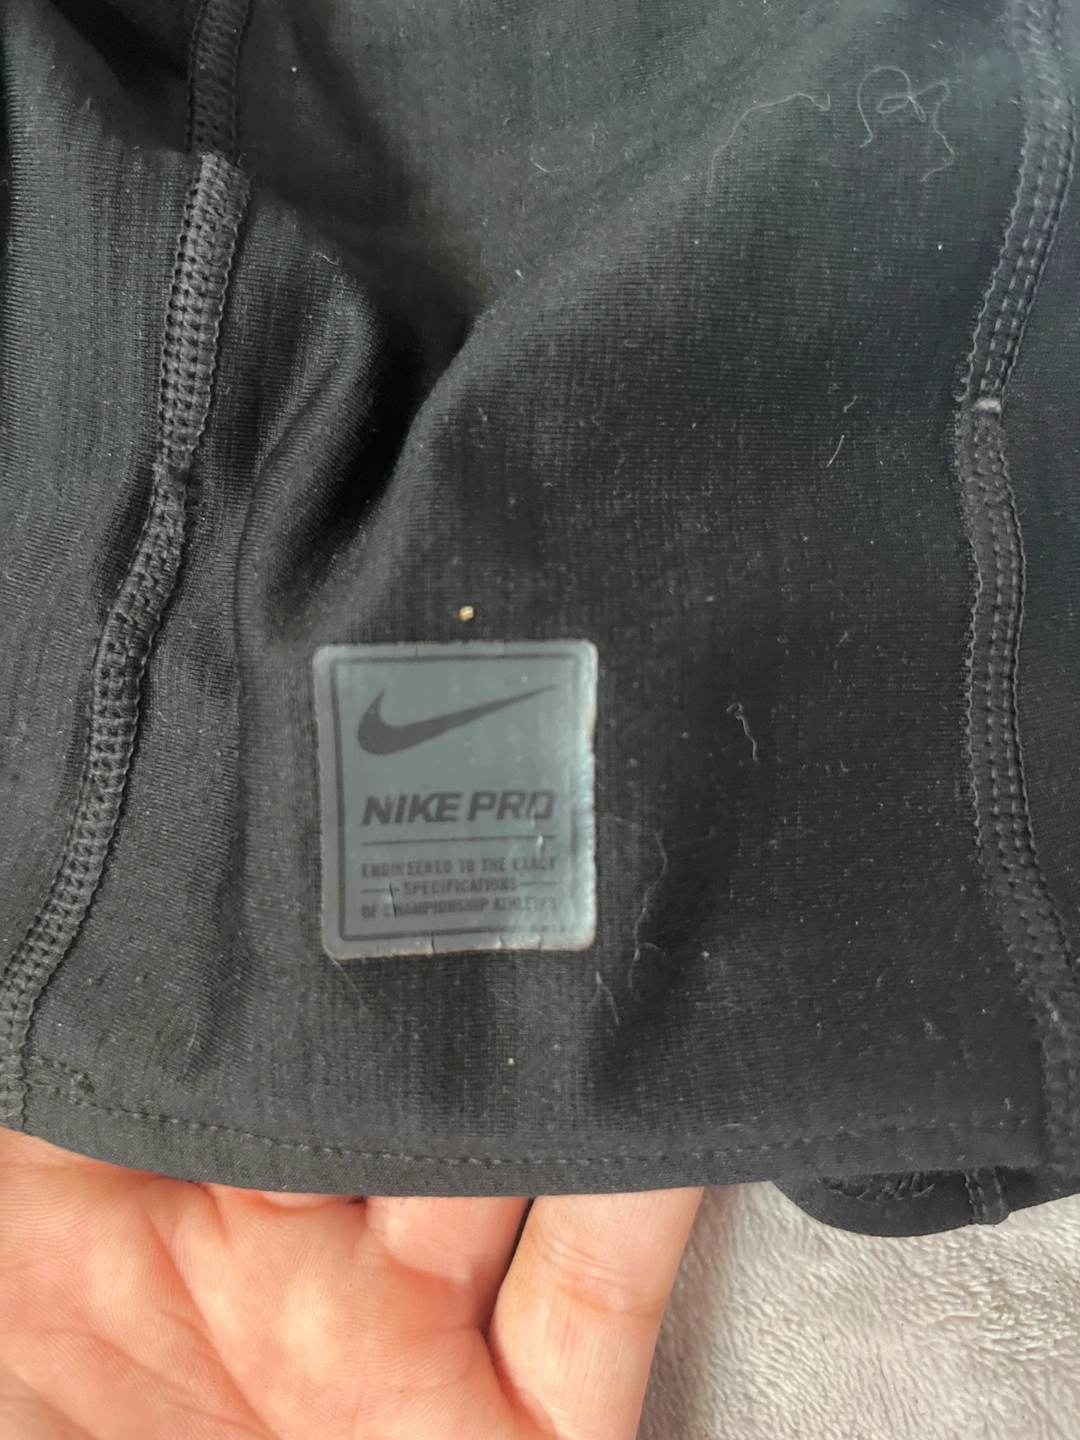 NIKE PRO
ENGINEERED TO THE EXACT
SPECIFICATIONS
OF CHAMPIONSHIP ATHLETES